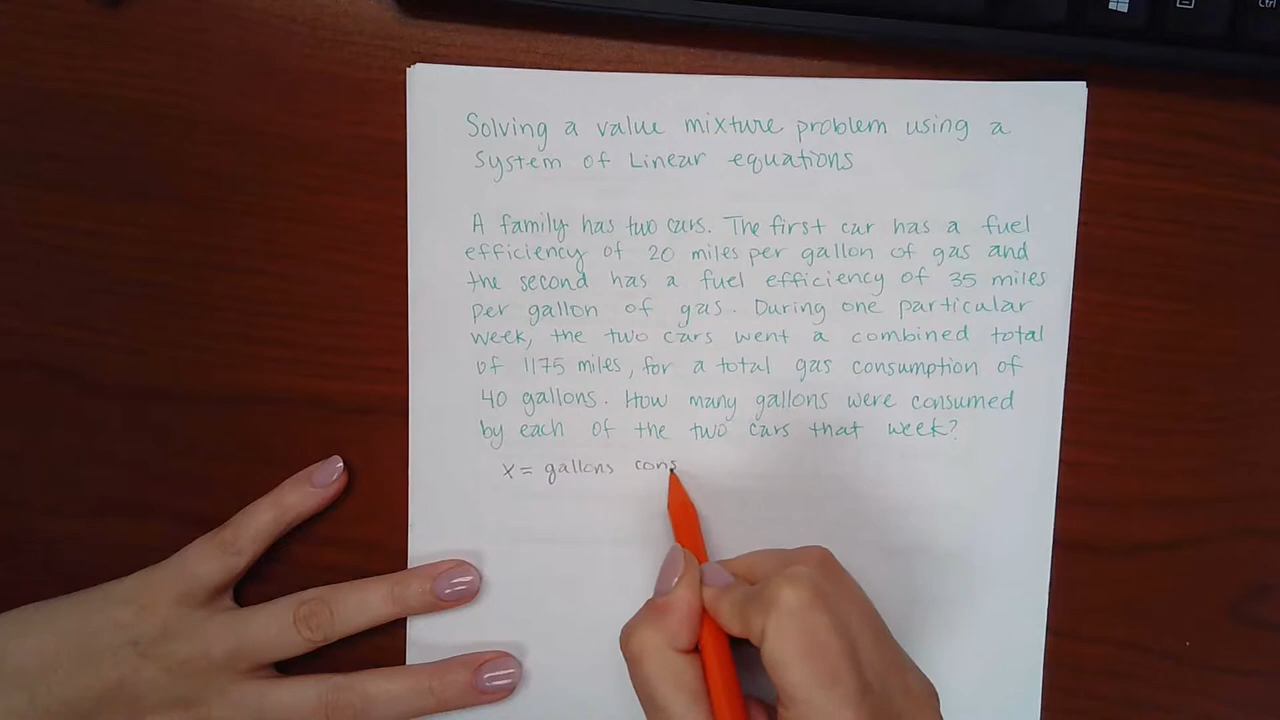 Solving a value mixture problem using a
System of Linear equations
A family has two cars. The first car has a fuel
efficiency of 20 miles per gallon of gas and
the second has a fuel efficiency of 35 miles
per gallon of gas. During one particular
week, the two cars went a combined total
of 1175 miles, for a total gas consumption of
40 gallons. How many gallons were consumed
by each of the two cars that week?
x = gallons cons
Ctrl